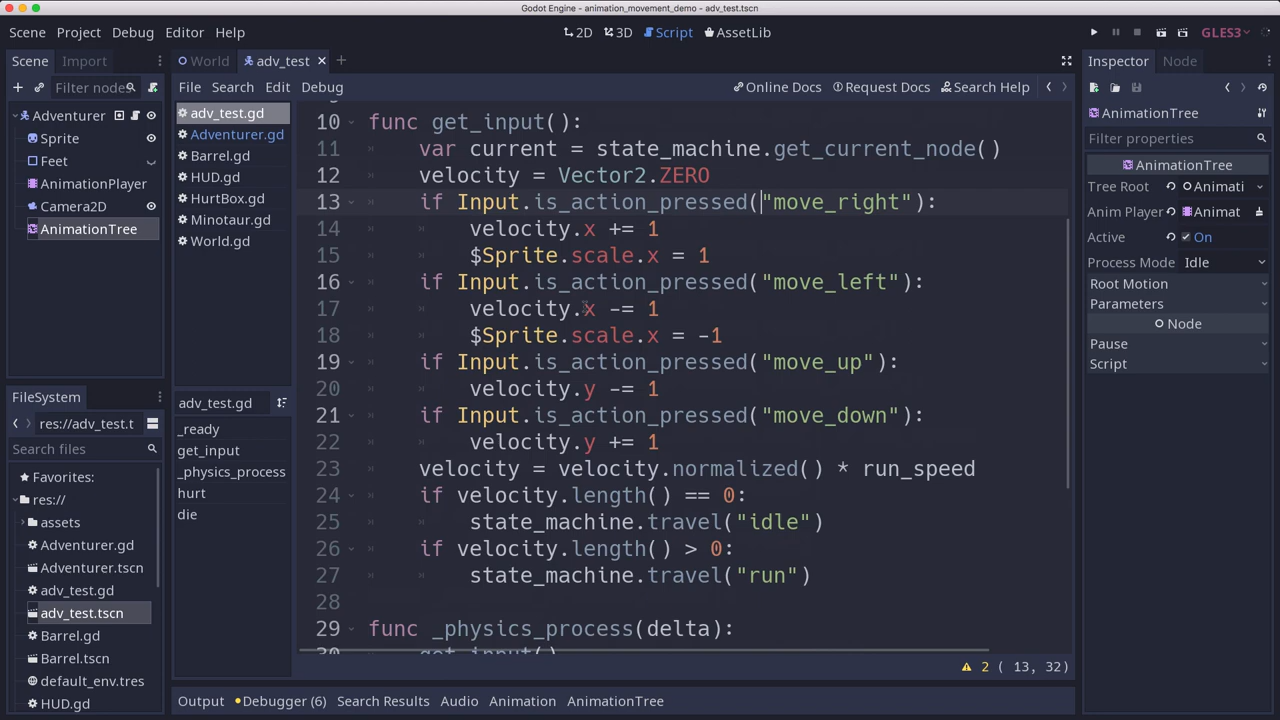 Godot Engine - animation_movement_demo - adv_test.tscn
Scene Project Debug Editor Help
2D 3D Script AssetLib
GLES3
Scene Import
Filter nodes
Adventurer
Sprite
Feet
AnimationPlayer
Camera2D
AnimationTree
FileSystem
res://adv_test.t
Search files
Favorites:
res://
assets
Adventurer.gd
Adventurer.tscn
adv_test.gd
adv_test.tscn
Barrel.gd
Barrel.tscn
default_env.tres
HUD.gd
World adv_test
File Search Edit Debug
Online Docs Request Docs Search Help
adv_test.gd
Adventurer.gd
Barrel.gd
HUD.gd
HurtBox.gd
Minotaur.gd
World.gd
adv_test.gd
_ready
get_input
_physics_process
hurt
die
10 func get_input():
11 var current = state_machine.get_current_node()
12 velocity = Vector2.ZERO
13 if Input.is_action_pressed("move_right"):
14 velocity.x += 1
15 $Sprite.scale.x = 1
16 if Input.is_action_pressed("move_left"):
17 velocity.x -= 1
18 $Sprite.scale.x = -1
19 if Input.is_action_pressed("move_up"):
20 velocity.y -= 1
21 if Input.is_action_pressed("move_down"):
22 velocity.y += 1
23 velocity = velocity.normalized() * run_speed
24 if velocity.length() == 0:
25 state_machine.travel("idle")
26 if velocity.length() > 0:
27 state_machine.travel("run")
28
29 func _physics_process(delta):
30 get_input()
2 ( 13, 32)
Output Debugger (6) Search Results Audio Animation AnimationTree
Inspector Node
AnimationTree
Filter properties
AnimationTree
Tree Root Animati
Anim Player Animat
Active On
Process Mode Idle
Root Motion
Parameters
Node
Pause
Script